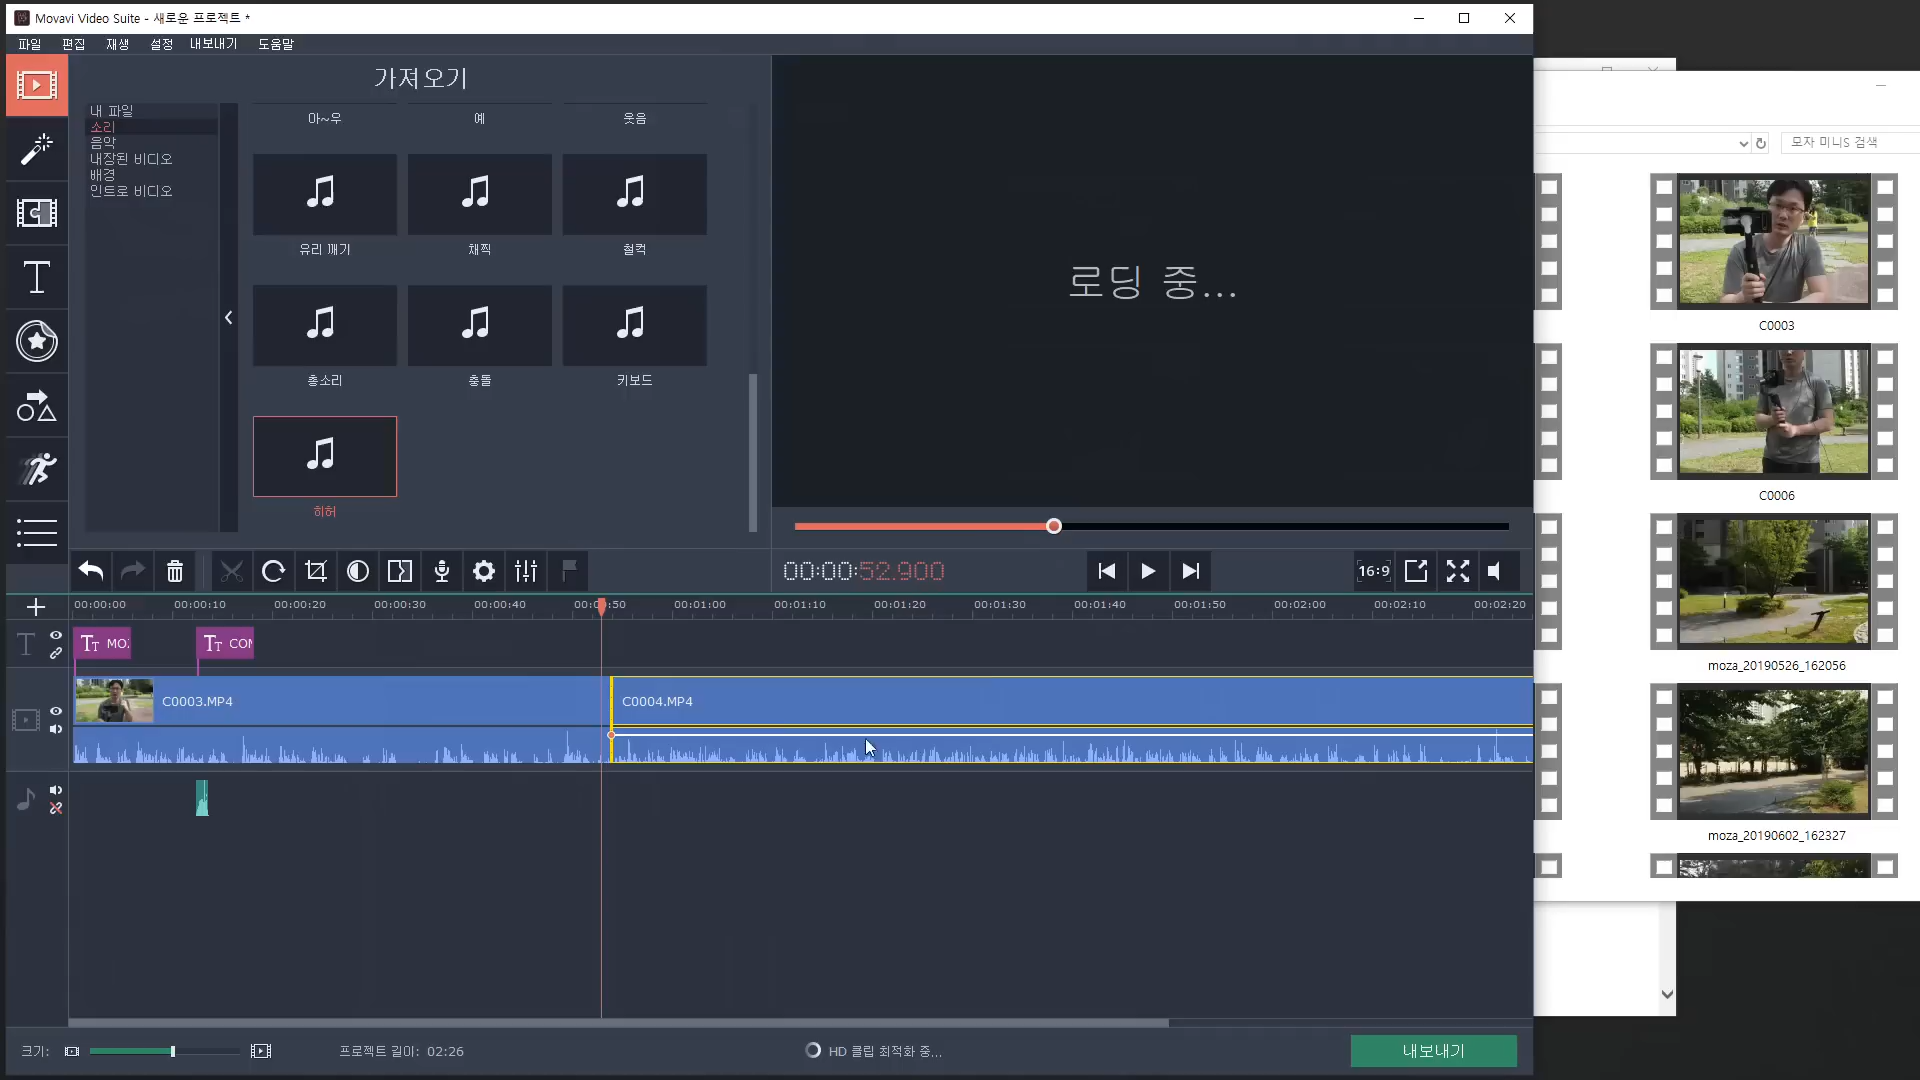 Movavi Video Suite - 새로운 프로젝트 *
파일 편집 재생 설정 내보내기 도움말
가져오기
내 파일
소리
음악
내장된 비디오
배경
인트로 비디오
아~우 예 웃음
유리 깨기 채찍 철컥
총소리 충돌 키보드
히허
로딩 중...
00:00:52.900
16:9
00:00:00 00:00:10 00:00:20 00:00:30 00:00:40 00:00:50 00:01:00 00:01:10 00:01:20 00:01:30 00:01:40 00:01:50 00:02:00 00:02:10 00:02:20
MO
CON
C0003.MP4
C0004.MP4
크기:
프로젝트 길이: 02:26
HD 클립 최적화 중...
내보내기
모자 미니S 검색
C0003
C0006
moza_20190526_162056
moza_20190602_162327